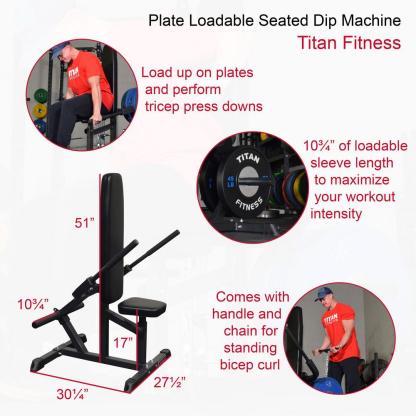 Plate Loadable Seated Dip Machine
Titan Fitness
Load up on plates
and perform
tricep press downs
10¾" of loadable
sleeve length
to maximize
your workout
intensity
TITAN
45
LB
FITNESS
51"
10¾"
17"
30¼"
27½"
Comes with
handle and
chain for
standing
bicep curl
TITAN